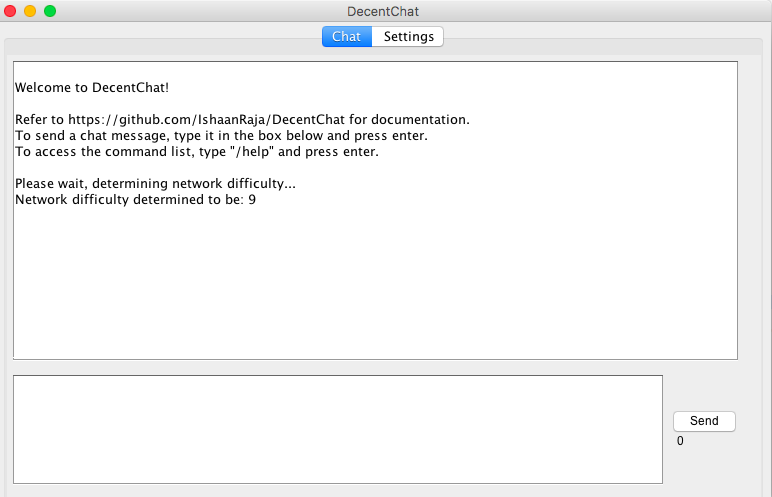 DecentChat
Chat Settings
Welcome to DecentChat!
Refer to https://github.com/IshaanRaja/DecentChat for documentation.
To send a chat message, type it in the box below and press enter.
To access the command list, type "/help" and press enter.
Please wait, determining network difficulty...
Network difficulty determined to be: 9
Send
0